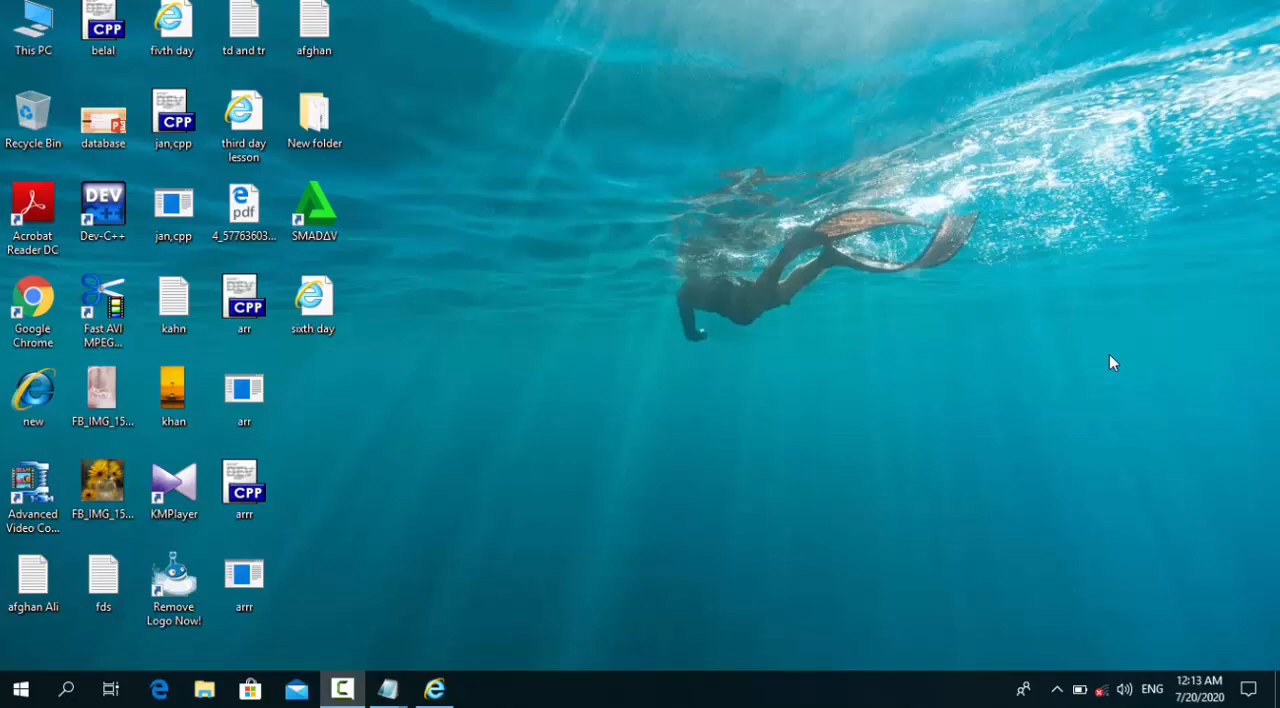 This PC
belal
fivth day
td and tr
afghan
Recycle Bin
database
jan,cpp
third day
lesson
New folder
Acrobat
Reader DC
Dev-C++
jan,cpp
4_57763603...
SMADΔV
Google
Chrome
Fast AVI
MPEG...
kahn
arr
sixth day
new
FB_IMG_15...
khan
arr
Advanced
Video Co...
FB_IMG_15...
KMPlayer
arrr
afghan Ali
fds
Remove
Logo Now!
arrr
CPP
CPP
DEV
C++
pdf
DEV
CPP
DEV
CPP
ENG
12:13 AM
7/20/2020